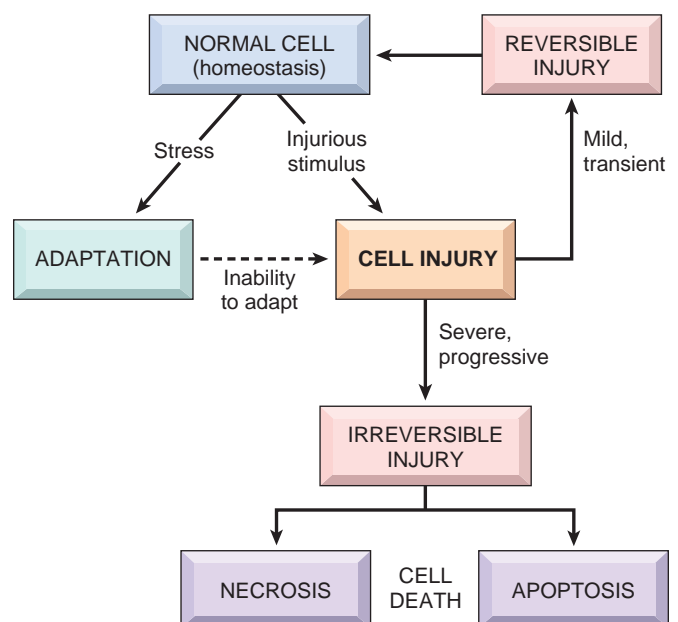 NORMAL CELL
(homeostasis)
REVERSIBLE
INJURY
Stress
Injurious
stimulus
Mild,
transient
ADAPTATION
Inability
to adapt
CELL INJURY
Severe,
progressive
IRREVERSIBLE
INJURY
NECROSIS
CELL
DEATH
APOPTOSIS